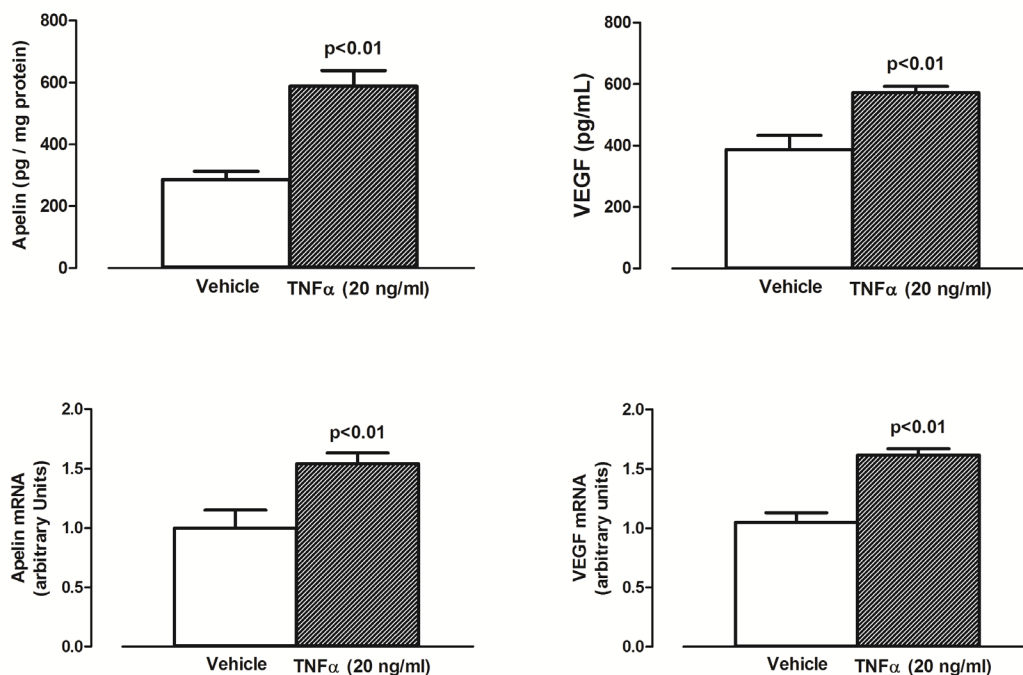 Apelin (pg / mg protein)
800
600
400
200
0
p<0.01
Vehicle
TNFα (20 ng/ml)
VEGF (pg/mL)
800
600
400
200
0
p<0.01
Vehicle
TNFα (20 ng/ml)
Apelin mRNA
(arbitrary Units)
2.0
1.5
1.0
0.5
0.0
p<0.01
Vehicle
TNFα (20 ng/ml)
VEGF mRNA
(arbitrary units)
2.0
1.5
1.0
0.5
0.0
p<0.01
Vehicle
TNFα (20 ng/ml)